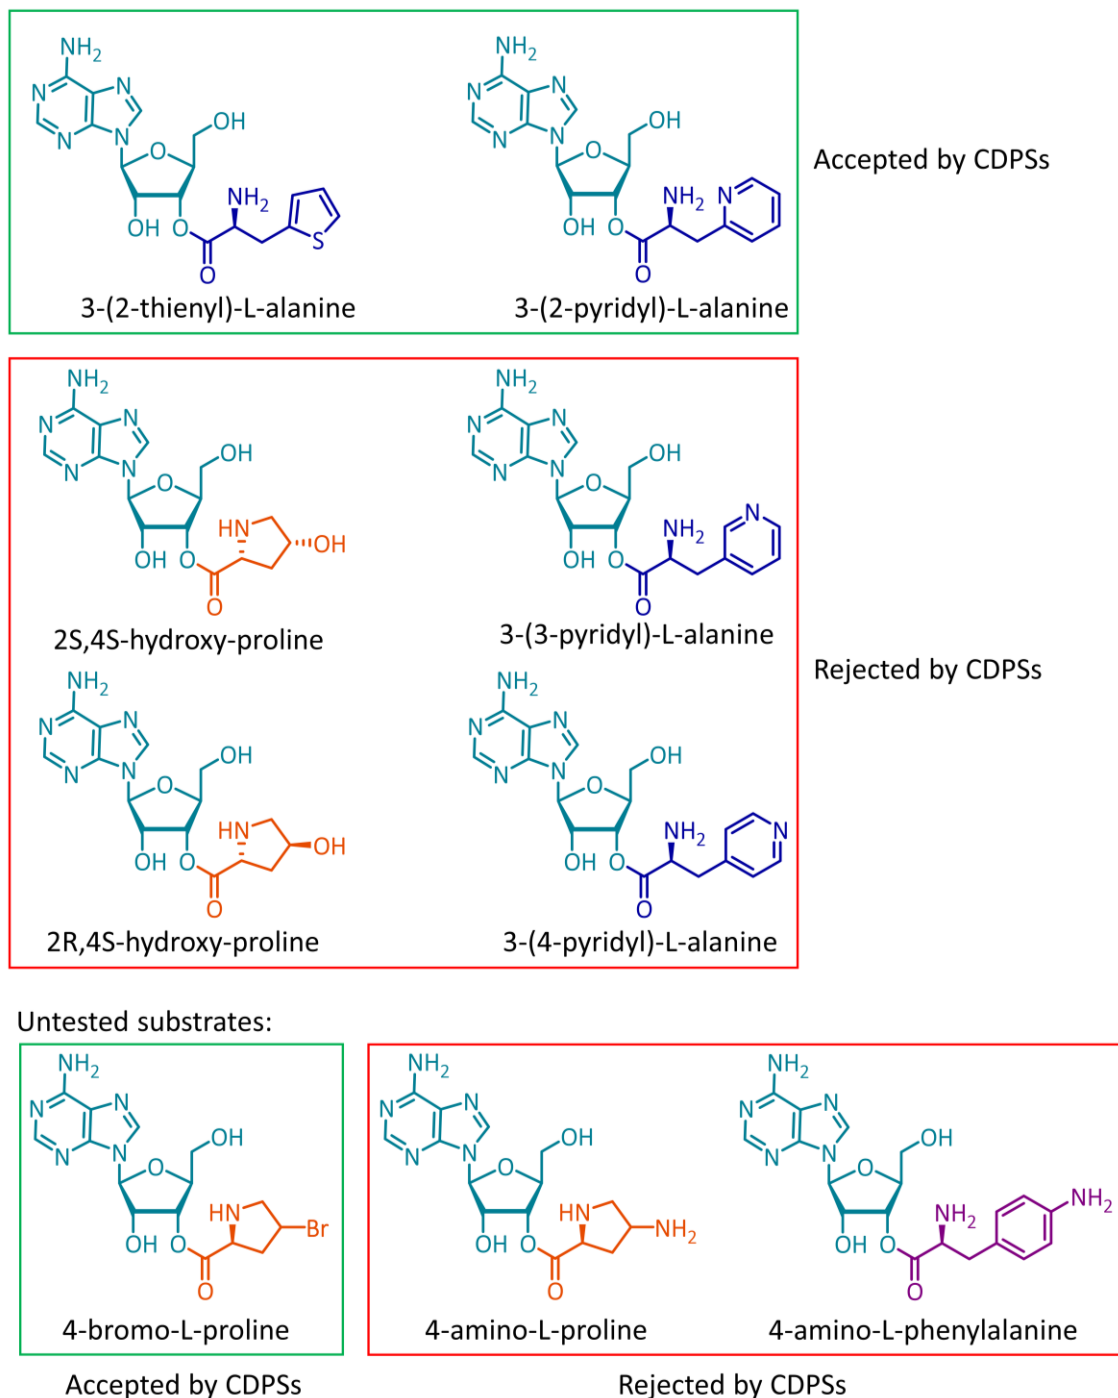 NH2
N
N
N
N
O
OH
NH2
OH
O
O
S
3-(2-thienyl)-L-alanine
NH2
N
N
N
N
O
OH
NH2
N
OH
O
O
3-(2-pyridyl)-L-alanine
Accepted by CDPSs
NH2
N
N
N
N
O
OH
HN
OH
OH
O
O
2S,4S-hydroxy-proline
NH2
N
N
N
N
O
OH
NH2
N
OH
O
O
3-(3-pyridyl)-L-alanine
Rejected by CDPSs
NH2
N
N
N
N
O
OH
HN
OH
OH
O
O
2R,4S-hydroxy-proline
NH2
N
N
N
N
O
OH
NH2
N
OH
O
O
3-(4-pyridyl)-L-alanine
Untested substrates:
NH2
N
N
N
N
O
OH
HN
Br
OH
O
O
4-bromo-L-proline
NH2
N
N
N
N
O
OH
HN
NH2
OH
O
O
4-amino-L-proline
NH2
N
N
N
N
O
OH
NH2
NH2
OH
O
O
4-amino-L-phenylalanine
Accepted by CDPSs
Rejected by CDPSs